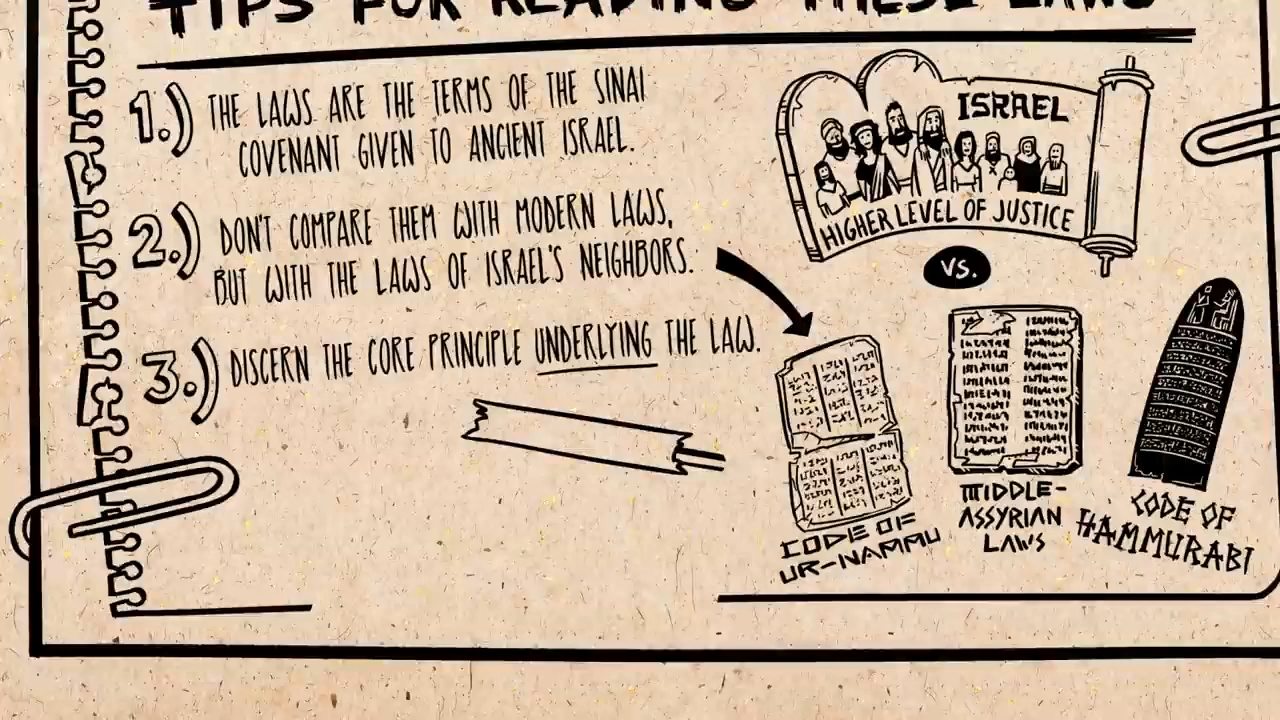 TIPS FOR READING THESE LAWS
1.) THE LAWS ARE THE TERMS OF THE SINAI
COVENANT GIVEN TO ANCIENT ISRAEL.
2.) DON'T COMPARE THEM WITH MODERN LAWS,
BUT WITH THE LAWS OF ISRAEL'S NEIGHBORS.
3.) DISCERN THE CORE PRINCIPLE UNDERLYING THE LAW.
ISRAEL
HIGHER LEVEL OF JUSTICE
VS.
CODE OF
UR-NAMMU
MIDDLE-
ASSYRIAN
LAWS
CODE OF
HAMMURABI